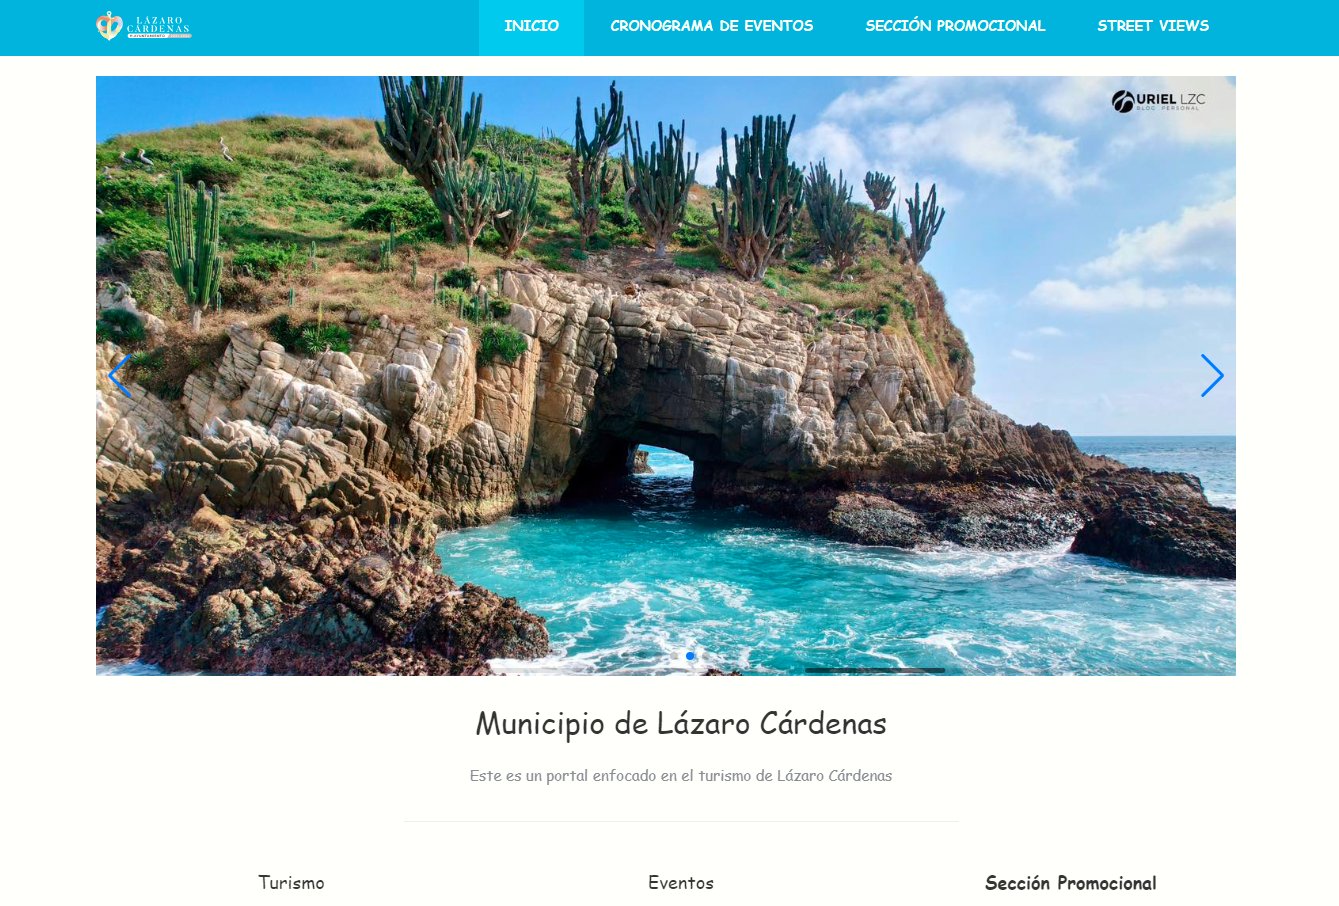 LÁZARO
CÁRDENAS
INICIO
CRONOGRAMA DE EVENTOS
SECCIÓN PROMOCIONAL
STREET VIEWS
URIEL LZC
BLOG PERSONAL
Municipio de Lázaro Cárdenas
Este es un portal enfocado en el turismo de Lázaro Cárdenas
Turismo
Eventos
Sección Promocional